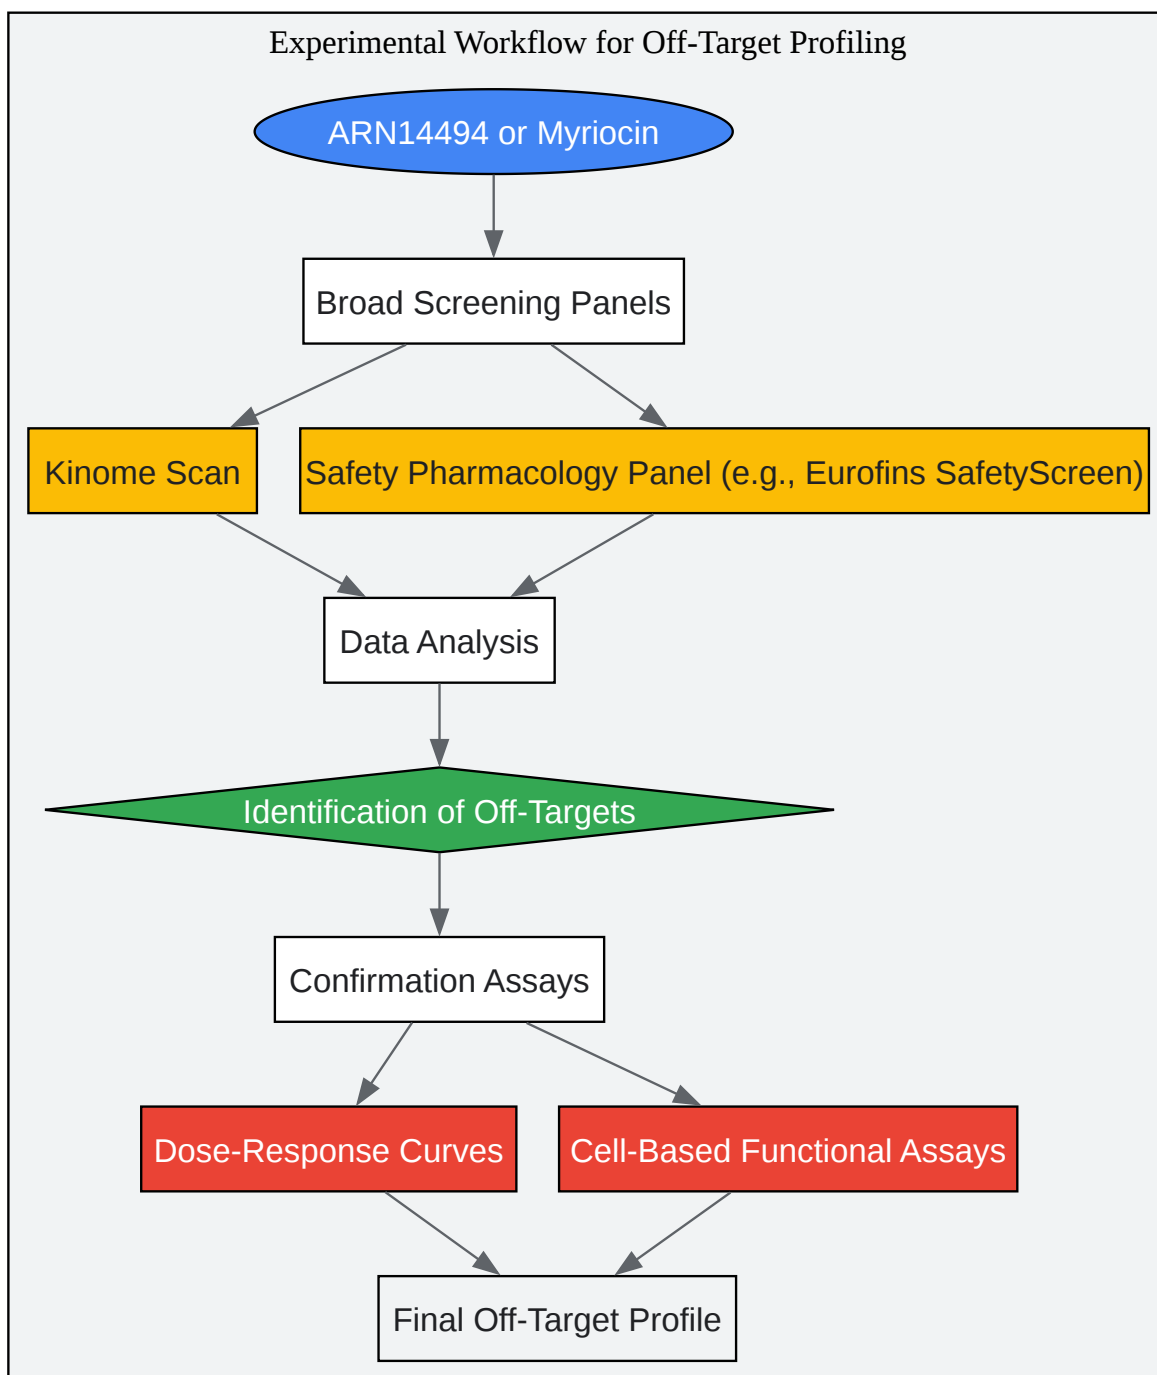 Experimental Workflow for Off-Target Profiling
ARN14494 or Myriocin
Broad Screening Panels
Kinome Scan
Safety Pharmacology Panel (e.g., Eurofins SafetyScreen)
Data Analysis
Identification of Off-Targets
Confirmation Assays
Dose-Response Curves
Cell-Based Functional Assays
Final Off-Target Profile